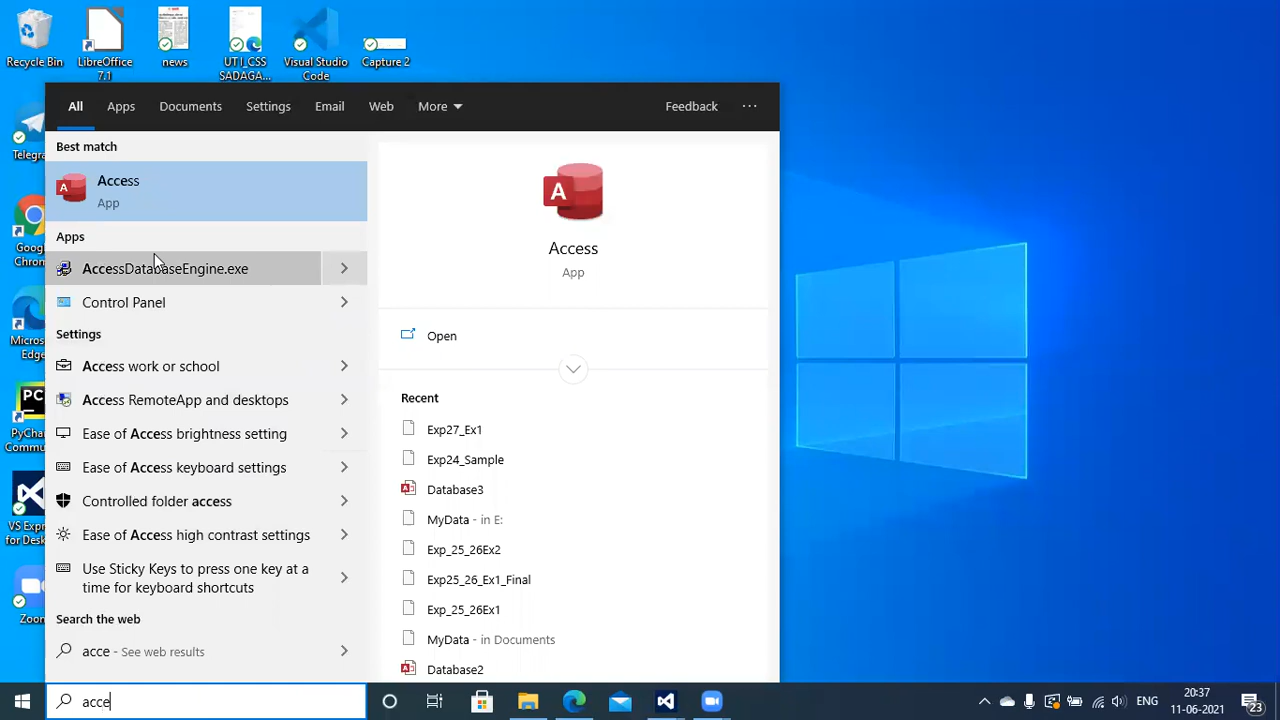 Recycle Bin
LibreOffice
7.1
news
UT I_CSS
SADAGA...
Visual Studio
Code
Capture 2
Telegra
Google
Chrom
Micros
Edge
PC
PyChar
Commu
VS Expr
for Desk
Zoom
All
Apps
Documents
Settings
Email
Web
More
Feedback
Best match
Access
App
Apps
AccessDatabaseEngine.exe
Control Panel
Settings
Access work or school
Access RemoteApp and desktops
Ease of Access brightness setting
Ease of Access keyboard settings
Controlled folder access
Ease of Access high contrast settings
Use Sticky Keys to press one key at a
time for keyboard shortcuts
Search the web
acce - See web results
A
Access
App
Open
Recent
Exp27_Ex1
Exp24_Sample
Database3
MyData - in E:
Exp_25_26Ex2
Exp25_26_Ex1_Final
Exp_25_26Ex1
MyData - in Documents
Database2
acce
ENG
20:37
11-06-2021
23